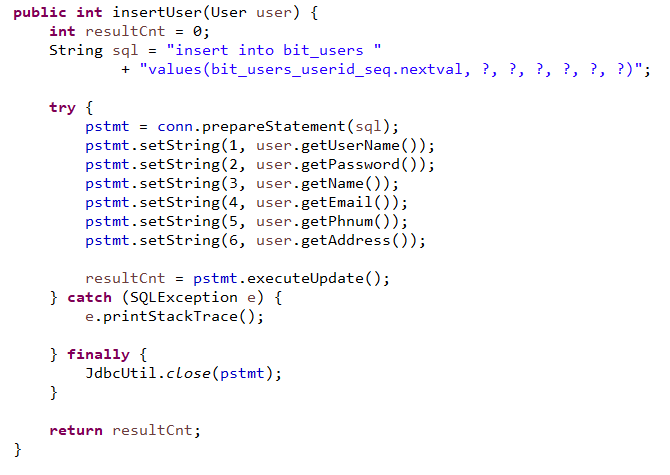 public int insertUser(User user) {
    int resultCnt = 0;
    String sql = "insert into bit_users "
            + "values(bit_users_userid_seq.nextval, ?, ?, ?, ?, ?, ?)";

    try {
        pstmt = conn.prepareStatement(sql);
        pstmt.setString(1, user.getUserName());
        pstmt.setString(2, user.getPassword());
        pstmt.setString(3, user.getName());
        pstmt.setString(4, user.getEmail());
        pstmt.setString(5, user.getPhnum());
        pstmt.setString(6, user.getAddress());

        resultCnt = pstmt.executeUpdate();
    } catch (SQLException e) {
        e.printStackTrace();

    } finally {
        JdbcUtil.close(pstmt);
    }

    return resultCnt;
}